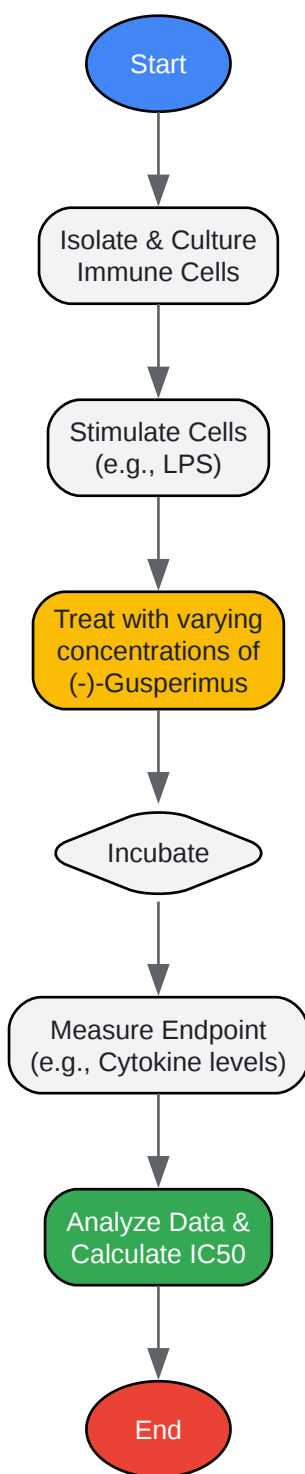 Start
Isolate & Culture
Immune Cells
Stimulate Cells
(e.g., LPS)
Treat with varying
concentrations of
(-)-Gusperimus
Incubate
Measure Endpoint
(e.g., Cytokine levels)
Analyze Data &
Calculate IC50
End